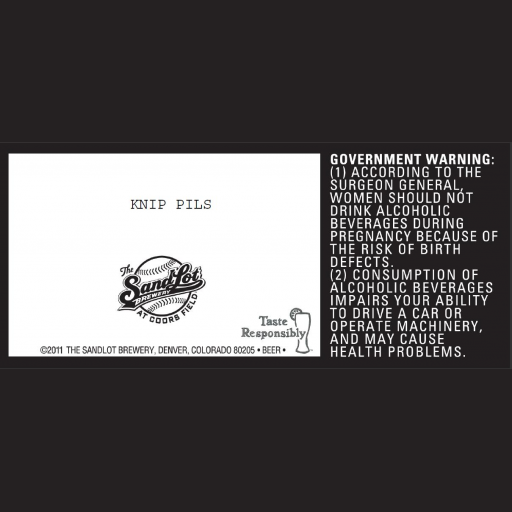 KNIP PILS
The
SandLot
BREWERY
AT COORS FIELD
Taste
Responsibly
©2011 THE SANDLOT BREWERY, DENVER, COLORADO 80205 • BEER •
GOVERNMENT WARNING:
(1) ACCORDING TO THE
SURGEON GENERAL,
WOMEN SHOULD NOT
DRINK ALCOHOLIC
BEVERAGES DURING
PREGNANCY BECAUSE OF
THE RISK OF BIRTH
DEFECTS.
(2) CONSUMPTION OF
ALCOHOLIC BEVERAGES
IMPAIRS YOUR ABILITY
TO DRIVE A CAR OR
OPERATE MACHINERY,
AND MAY CAUSE
HEALTH PROBLEMS.